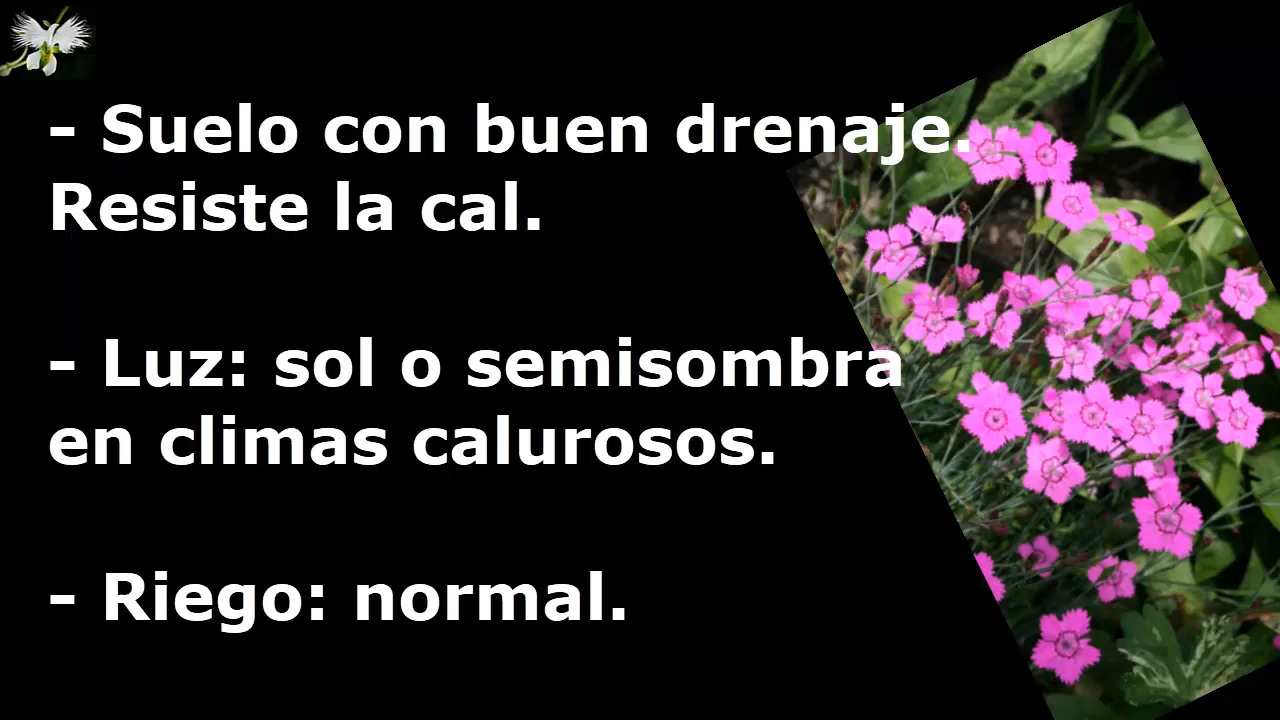 - Suelo con buen drenaje.
Resiste la cal.
- Luz: sol o semisombra
en climas calurosos.
- Riego: normal.